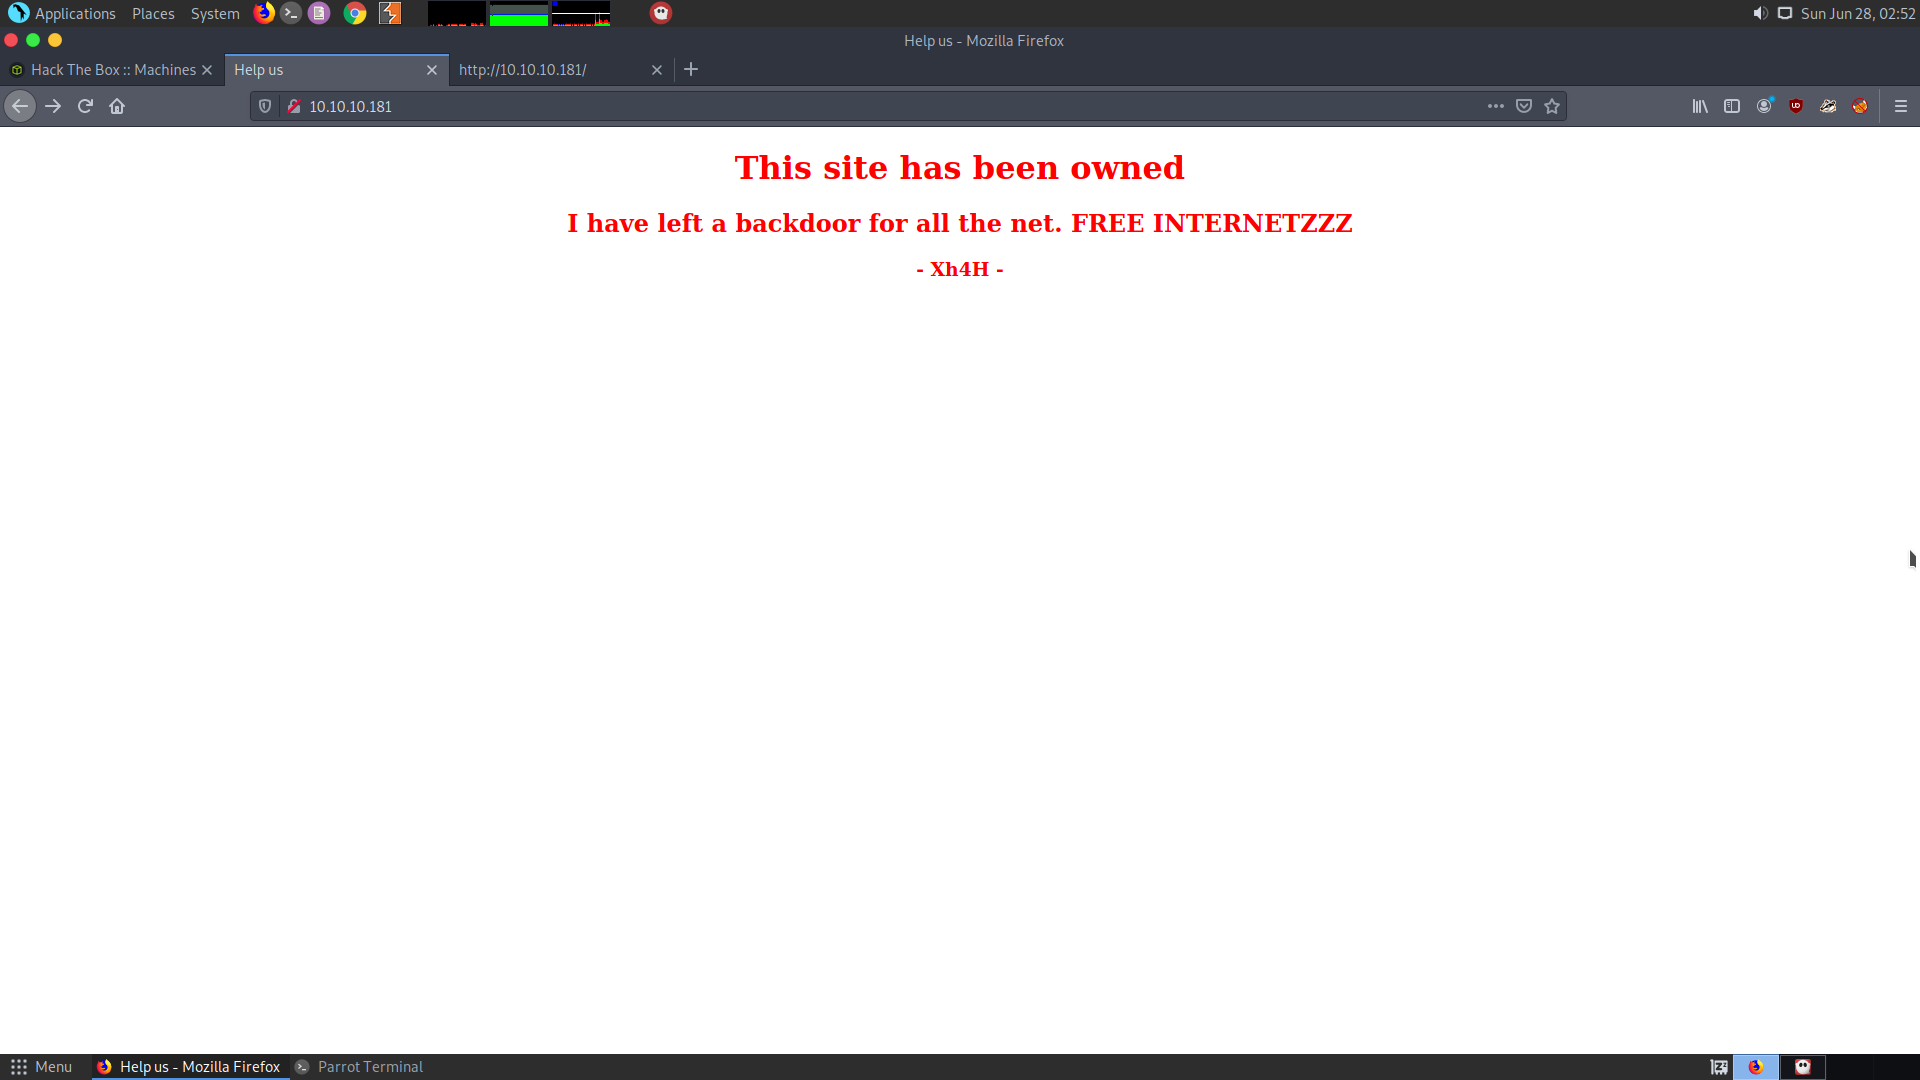 Applications Places System Sun Jun 28, 02:52
Help us - Mozilla Firefox
Hack The Box :: Machines Help us http://10.10.10.181/
10.10.10.181
This site has been owned
I have left a backdoor for all the net. FREE INTERNETZZZ
- Xh4H -
Menu Help us - Mozilla Firefox Parrot Terminal